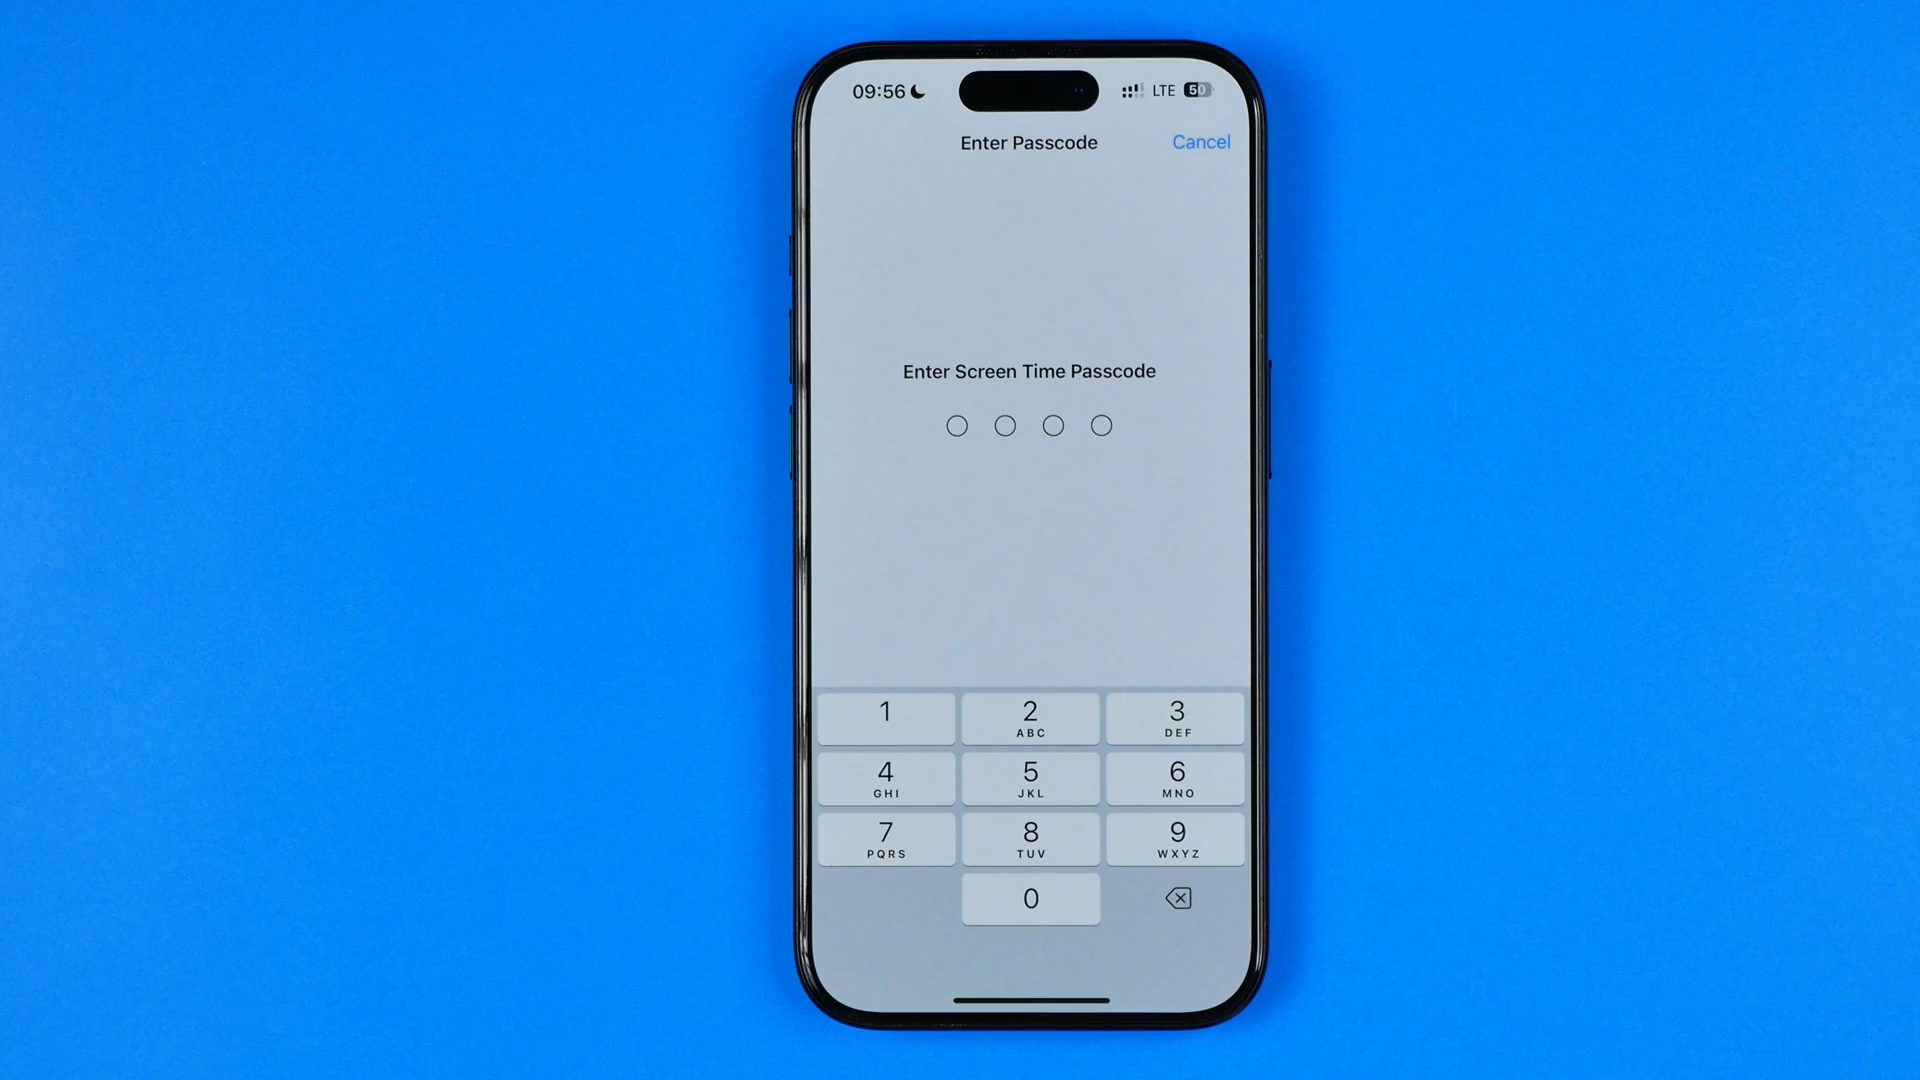 09:56 LTE 50
Enter Passcode Cancel
Enter Screen Time Passcode
1 2 3
ABC DEF
4 5 6
GHI JKL MNO
7 8 9
PQRS TUV WXYZ
0